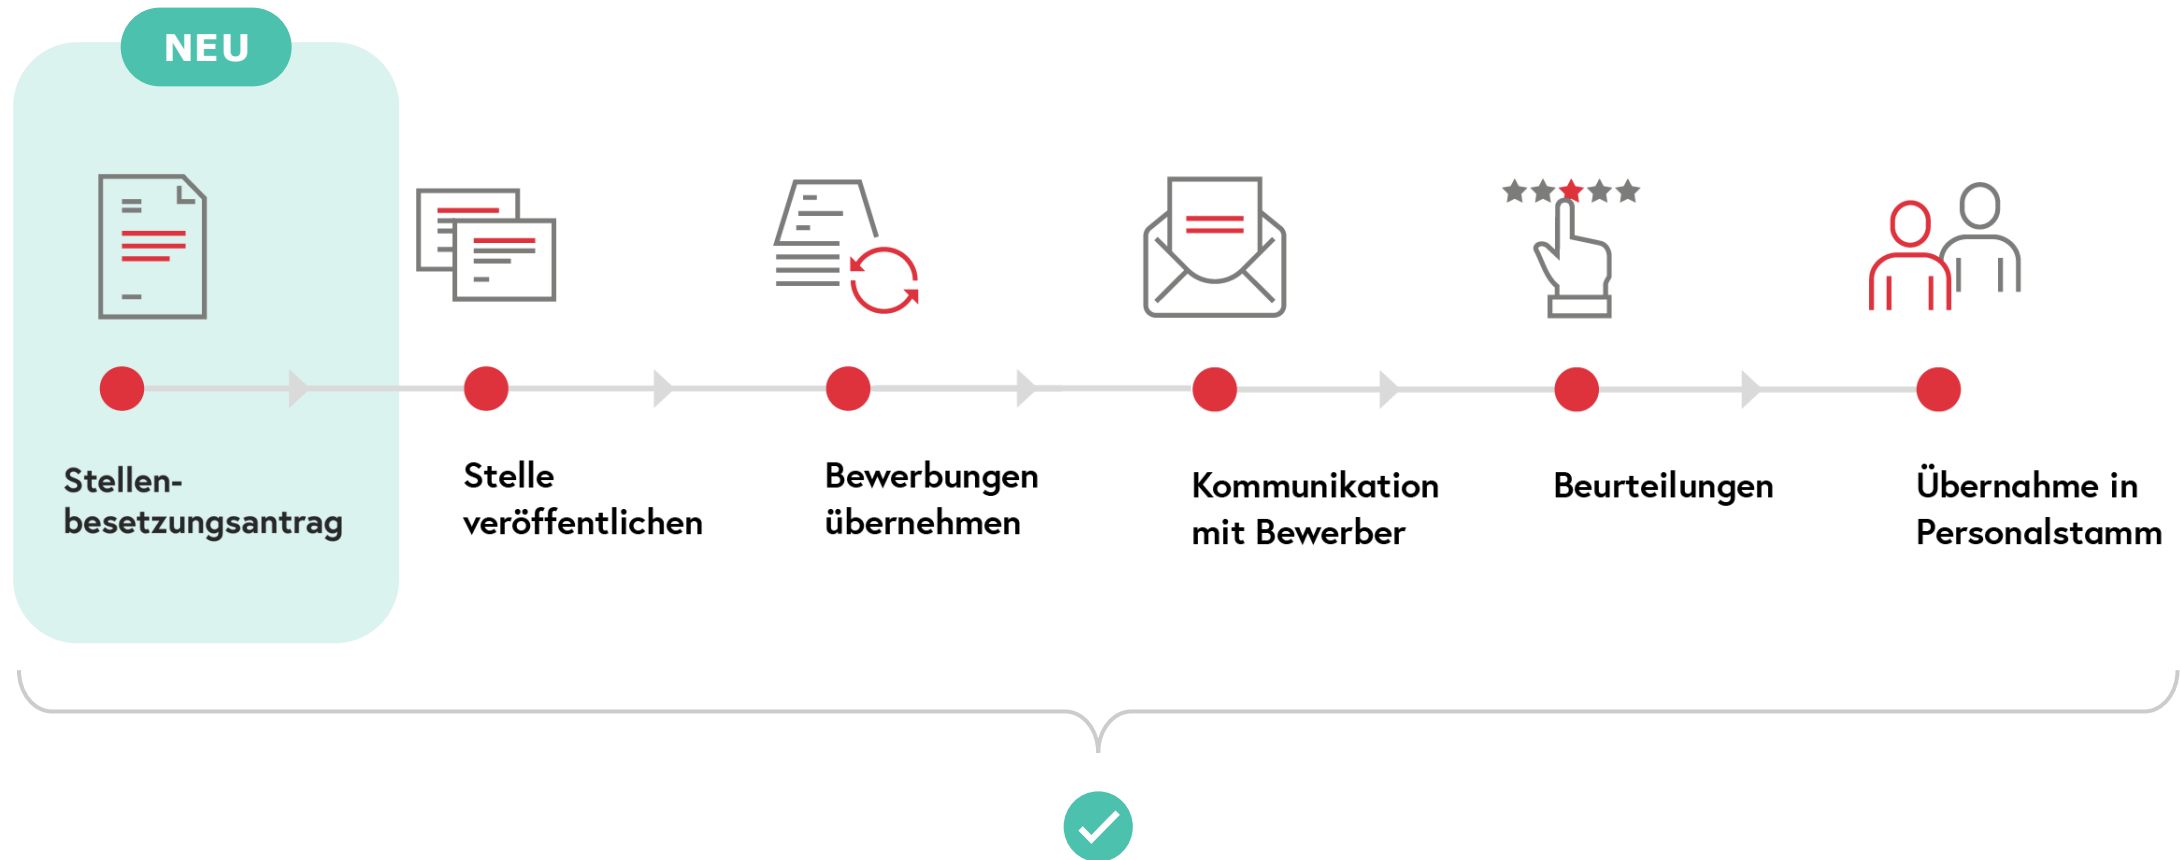 NEU
Stellen-
besetzungsantrag
Stelle
veröffentlichen
Bewerbungen
übernehmen
Kommunikation
mit Bewerber
Beurteilungen
Übernahme in
Personalstamm